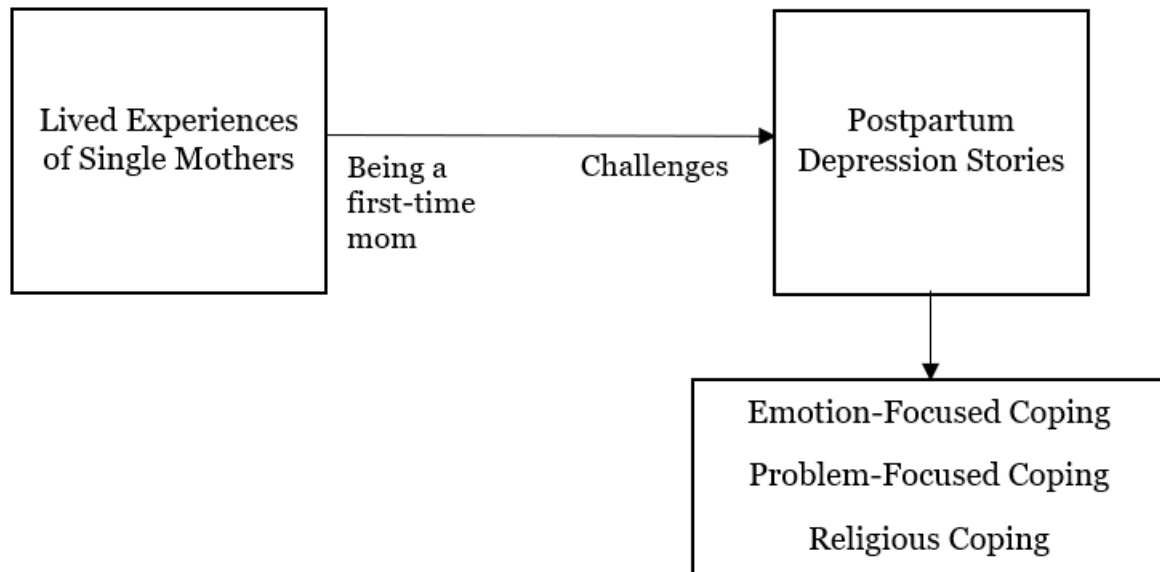 Lived Experiences
of Single Mothers
Being a
first-time
mom
Challenges
Postpartum
Depression Stories
Emotion-Focused Coping
Problem-Focused Coping
Religious Coping